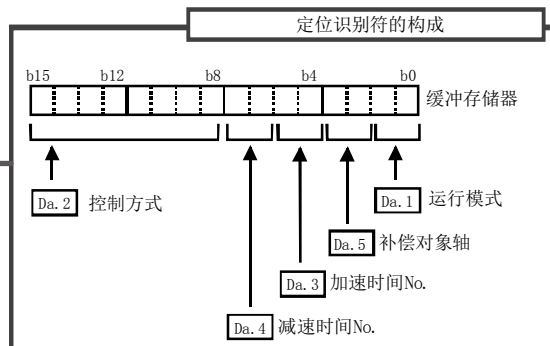 定位识别符的构成
b15 b12 b8 b4 b0
缓冲存储器
Da.2 控制方式
Da.1 运行模式
Da.5 补偿对象轴
Da.3 加速时间No.
Da.4 减速时间No.